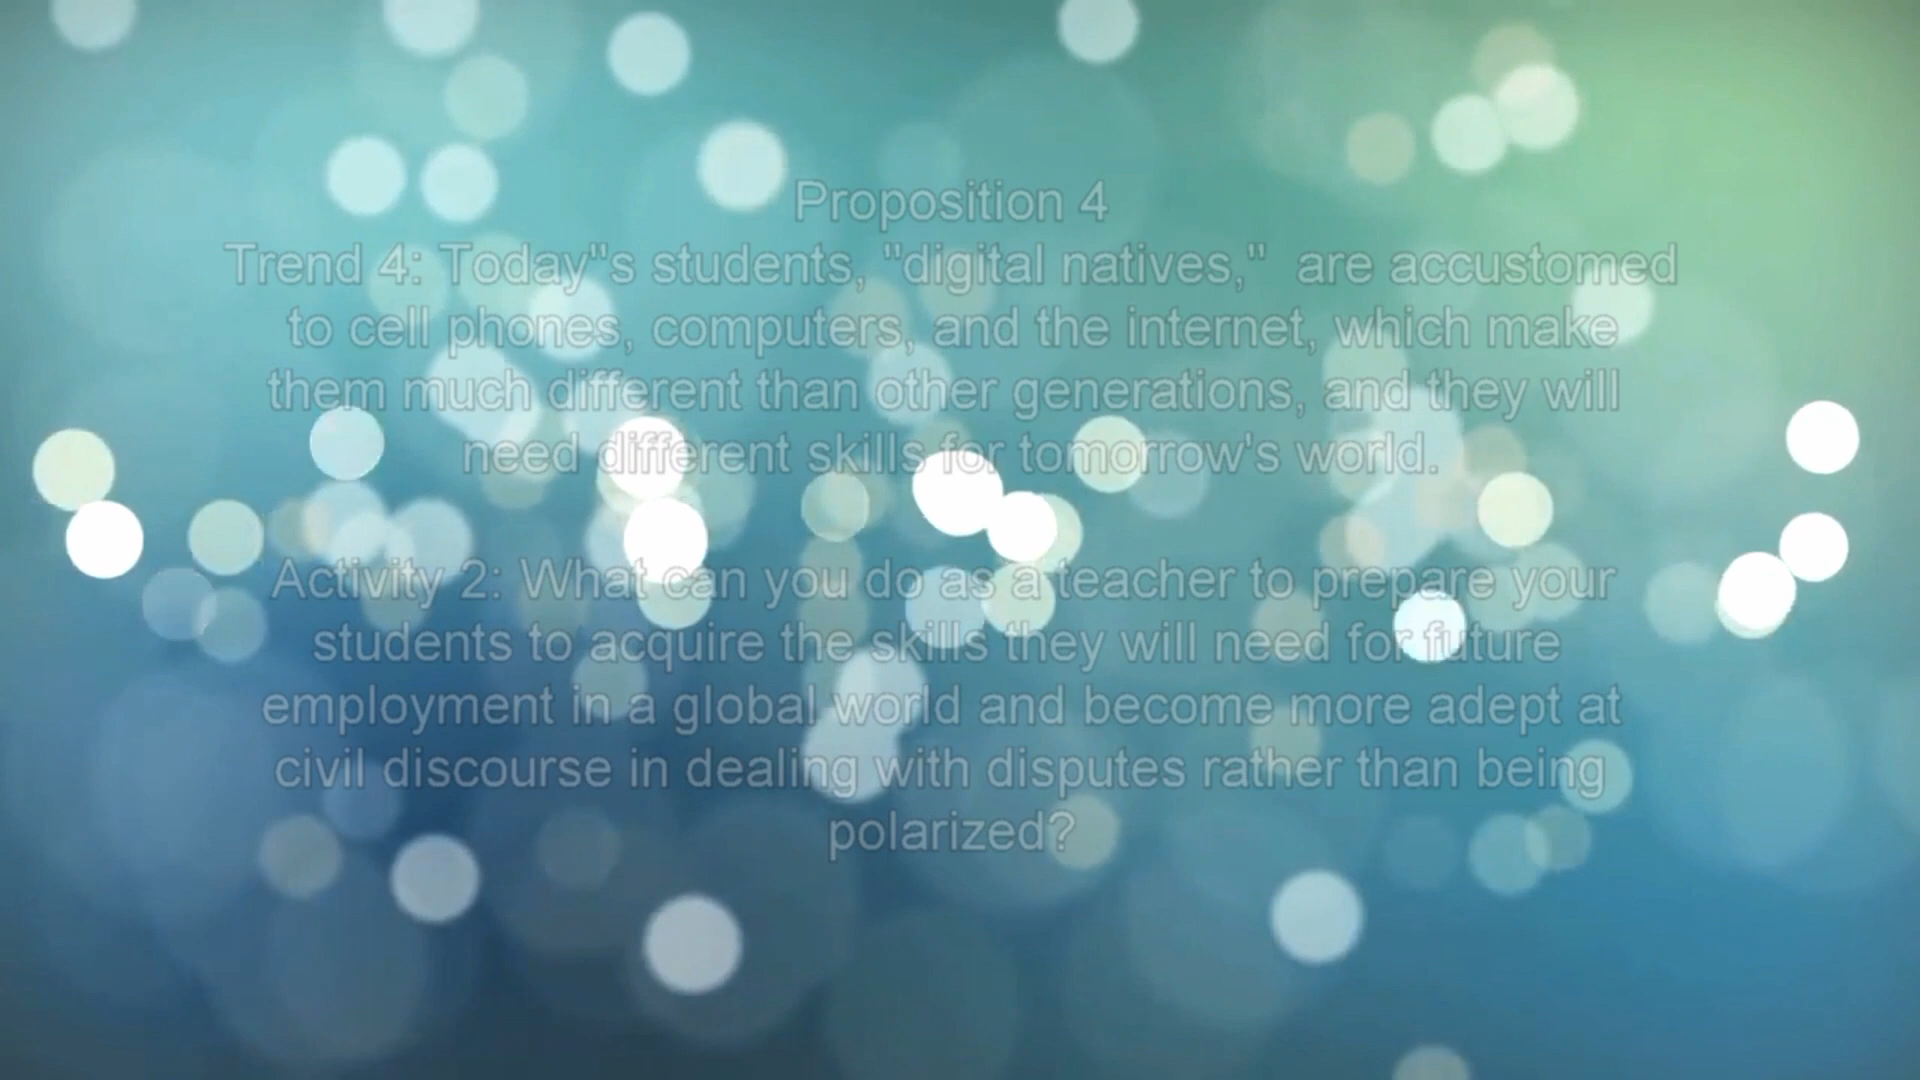 Proposition 4
Trend 4: Today"s students, "digital natives,"  are accustomed
to cell phones, computers, and the internet, which make
them much different than other generations, and they will
need different skills for tomorrow's world.
Activity 2: What can you do as a teacher to prepare your
students to acquire the skills they will need for future
employment in a global world and become more adept at
civil discourse in dealing with disputes rather than being
polarized?